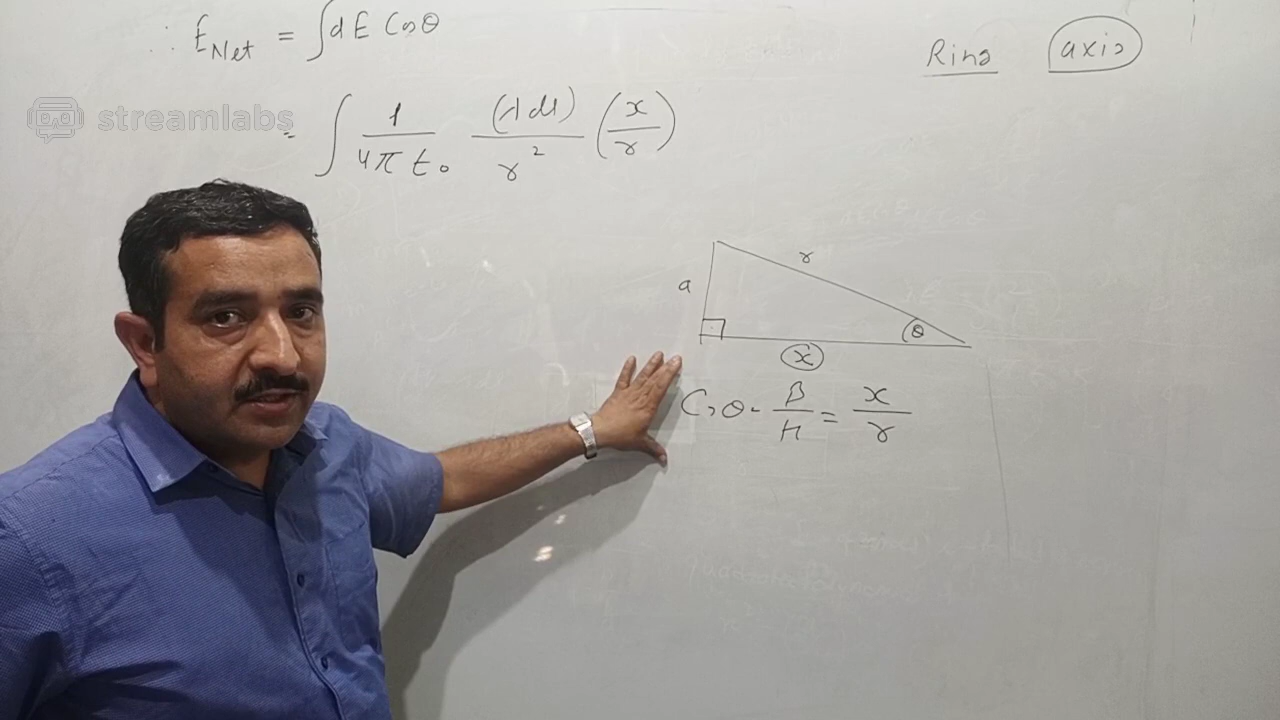 ∴ E_Net = ∫dE Cosθ
Ring axis
streamlabs
= ∫ 1/(4πε₀) (λdl)/r² (x/r)
r
a
θ
x
Cosθ = B/H = x/r